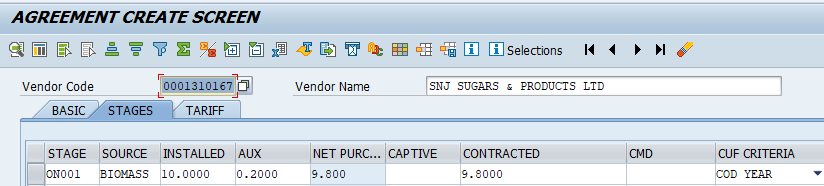 AGREEMENT CREATE SCREEN
Selections
Vendor Code 0001310167 Vendor Name SNJ SUGARS & PRODUCTS LTD
BASIC STAGES TARIFF
STAGE SOURCE INSTALLED AUX NET PURC... CAPTIVE CONTRACTED CMD CUF CRITERIA
ON001 BIOMASS 10.0000 0.2000 9.800 9.8000 COD YEAR